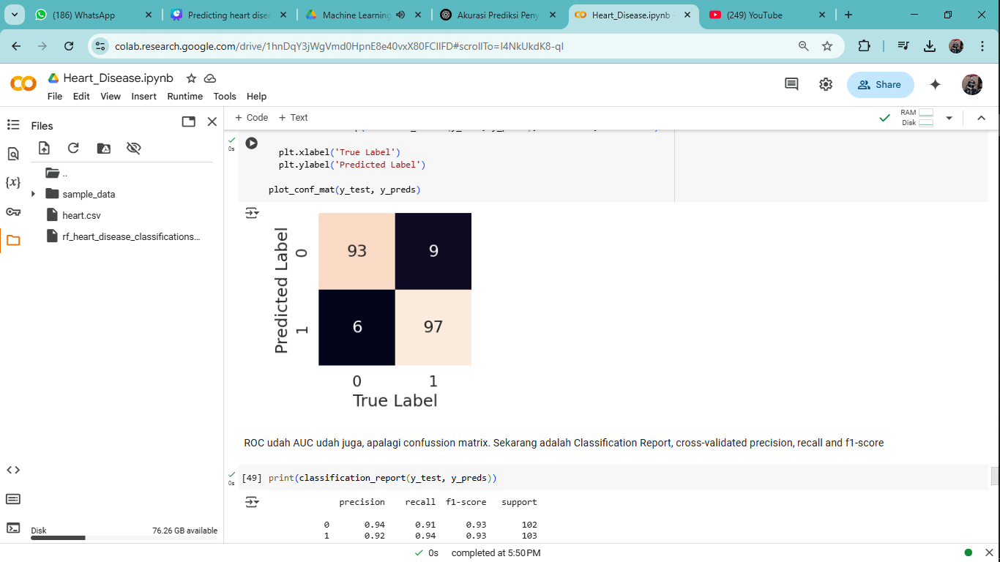 (186) WhatsApp
Predicting heart dise
Machine Learning
Akurasi Prediksi Peny
Heart_Disease.ipynb
(249) YouTube
colab.research.google.com/drive/1hnDqY3jWgVmd0HpnE8e40vxX80FCIIFD#scrollTo=I4NkUkdK8-qI
Heart_Disease.ipynb
File Edit View Insert Runtime Tools Help
Share
Files
+ Code + Text
RAM
Disk
..
sample_data
heart.csv
rf_heart_disease_classifications...
{x}
0s
plt.xlabel('True Label')
plt.ylabel('Predicted Label')
plot_conf_mat(y_test, y_preds)
Predicted Label
0
1
93 9
6 97
0 1
True Label
ROC udah AUC udah juga, apalagi confussion matrix. Sekarang adalah Classification Report, cross-validated precision, recall and f1-score
0s
[49] print(classification_report(y_test, y_preds))
precision recall f1-score support
0 0.94 0.91 0.93 102
1 0.92 0.94 0.93 103
Disk 76.26 GB available
0s completed at 5:50 PM